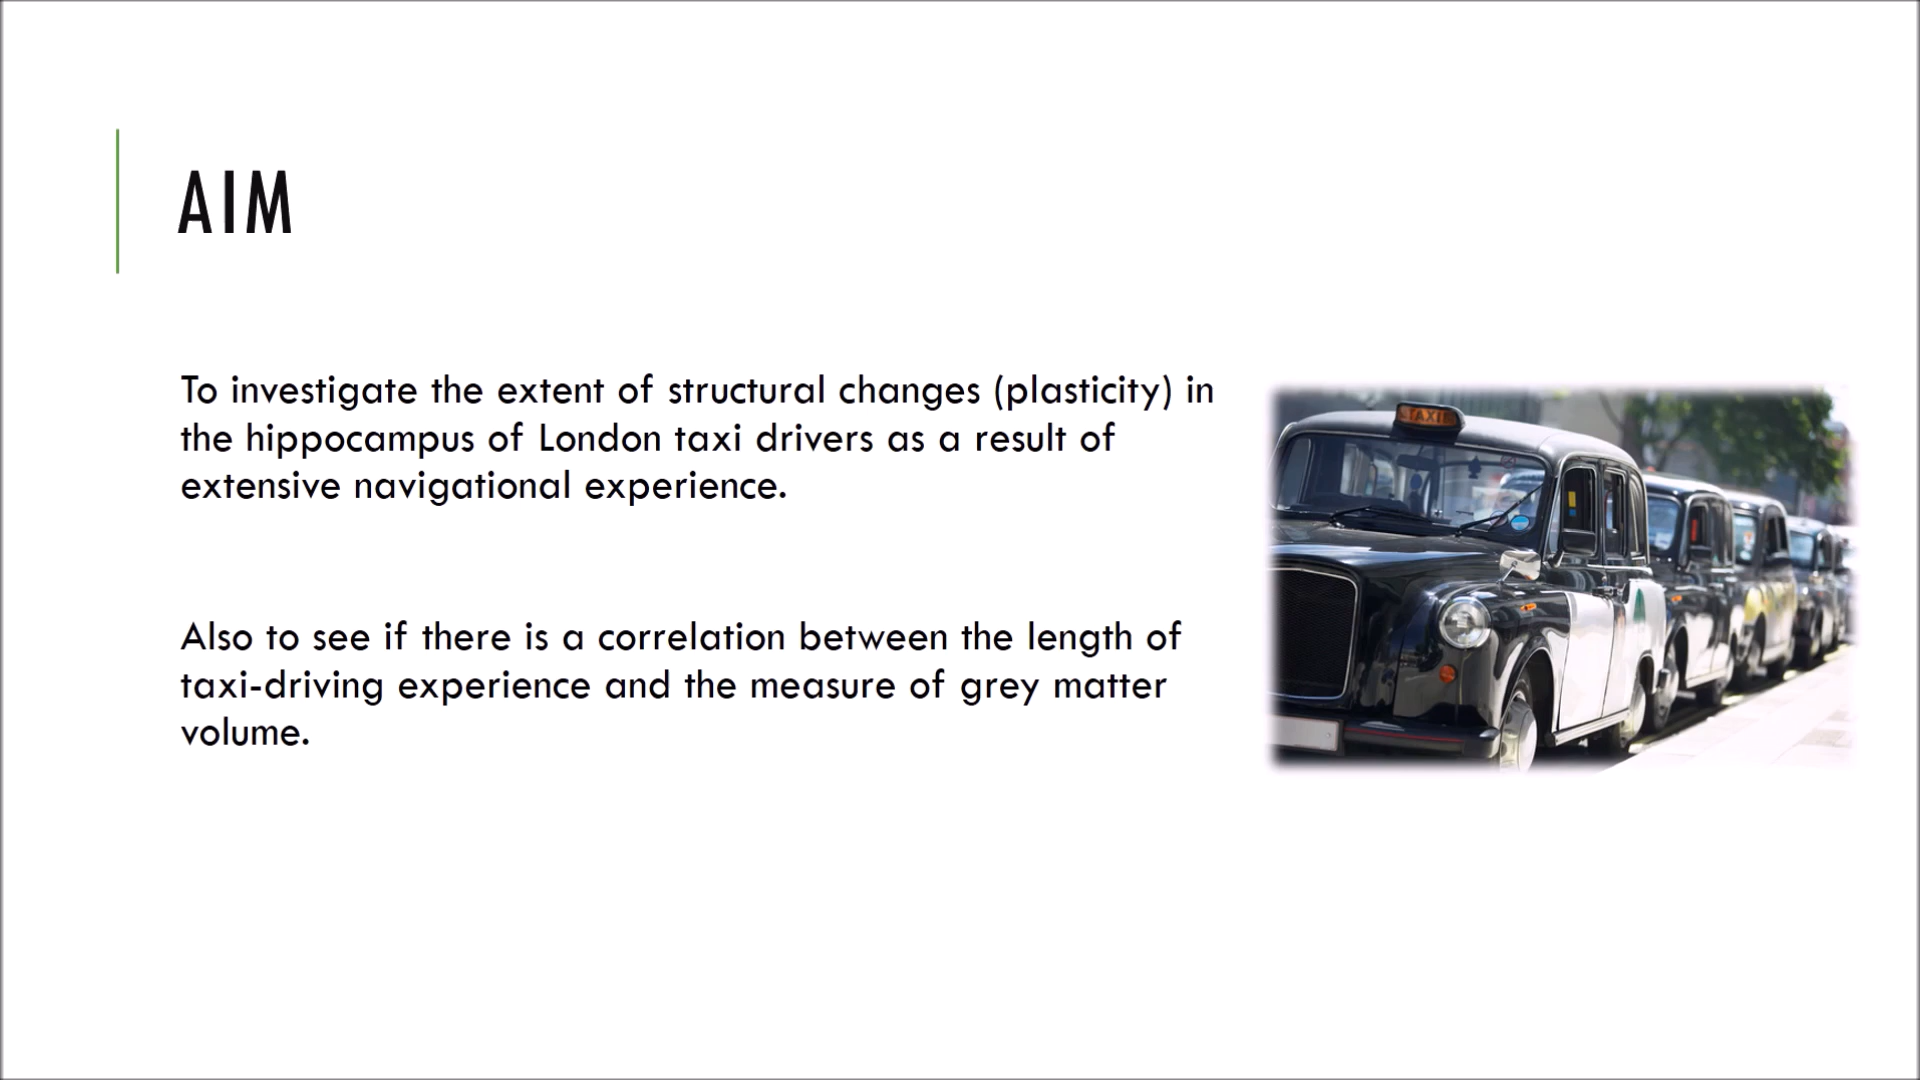 AIM
To investigate the extent of structural changes (plasticity) in
the hippocampus of London taxi drivers as a result of
extensive navigational experience.
Also to see if there is a correlation between the length of
taxi-driving experience and the measure of grey matter
volume.
TAXI